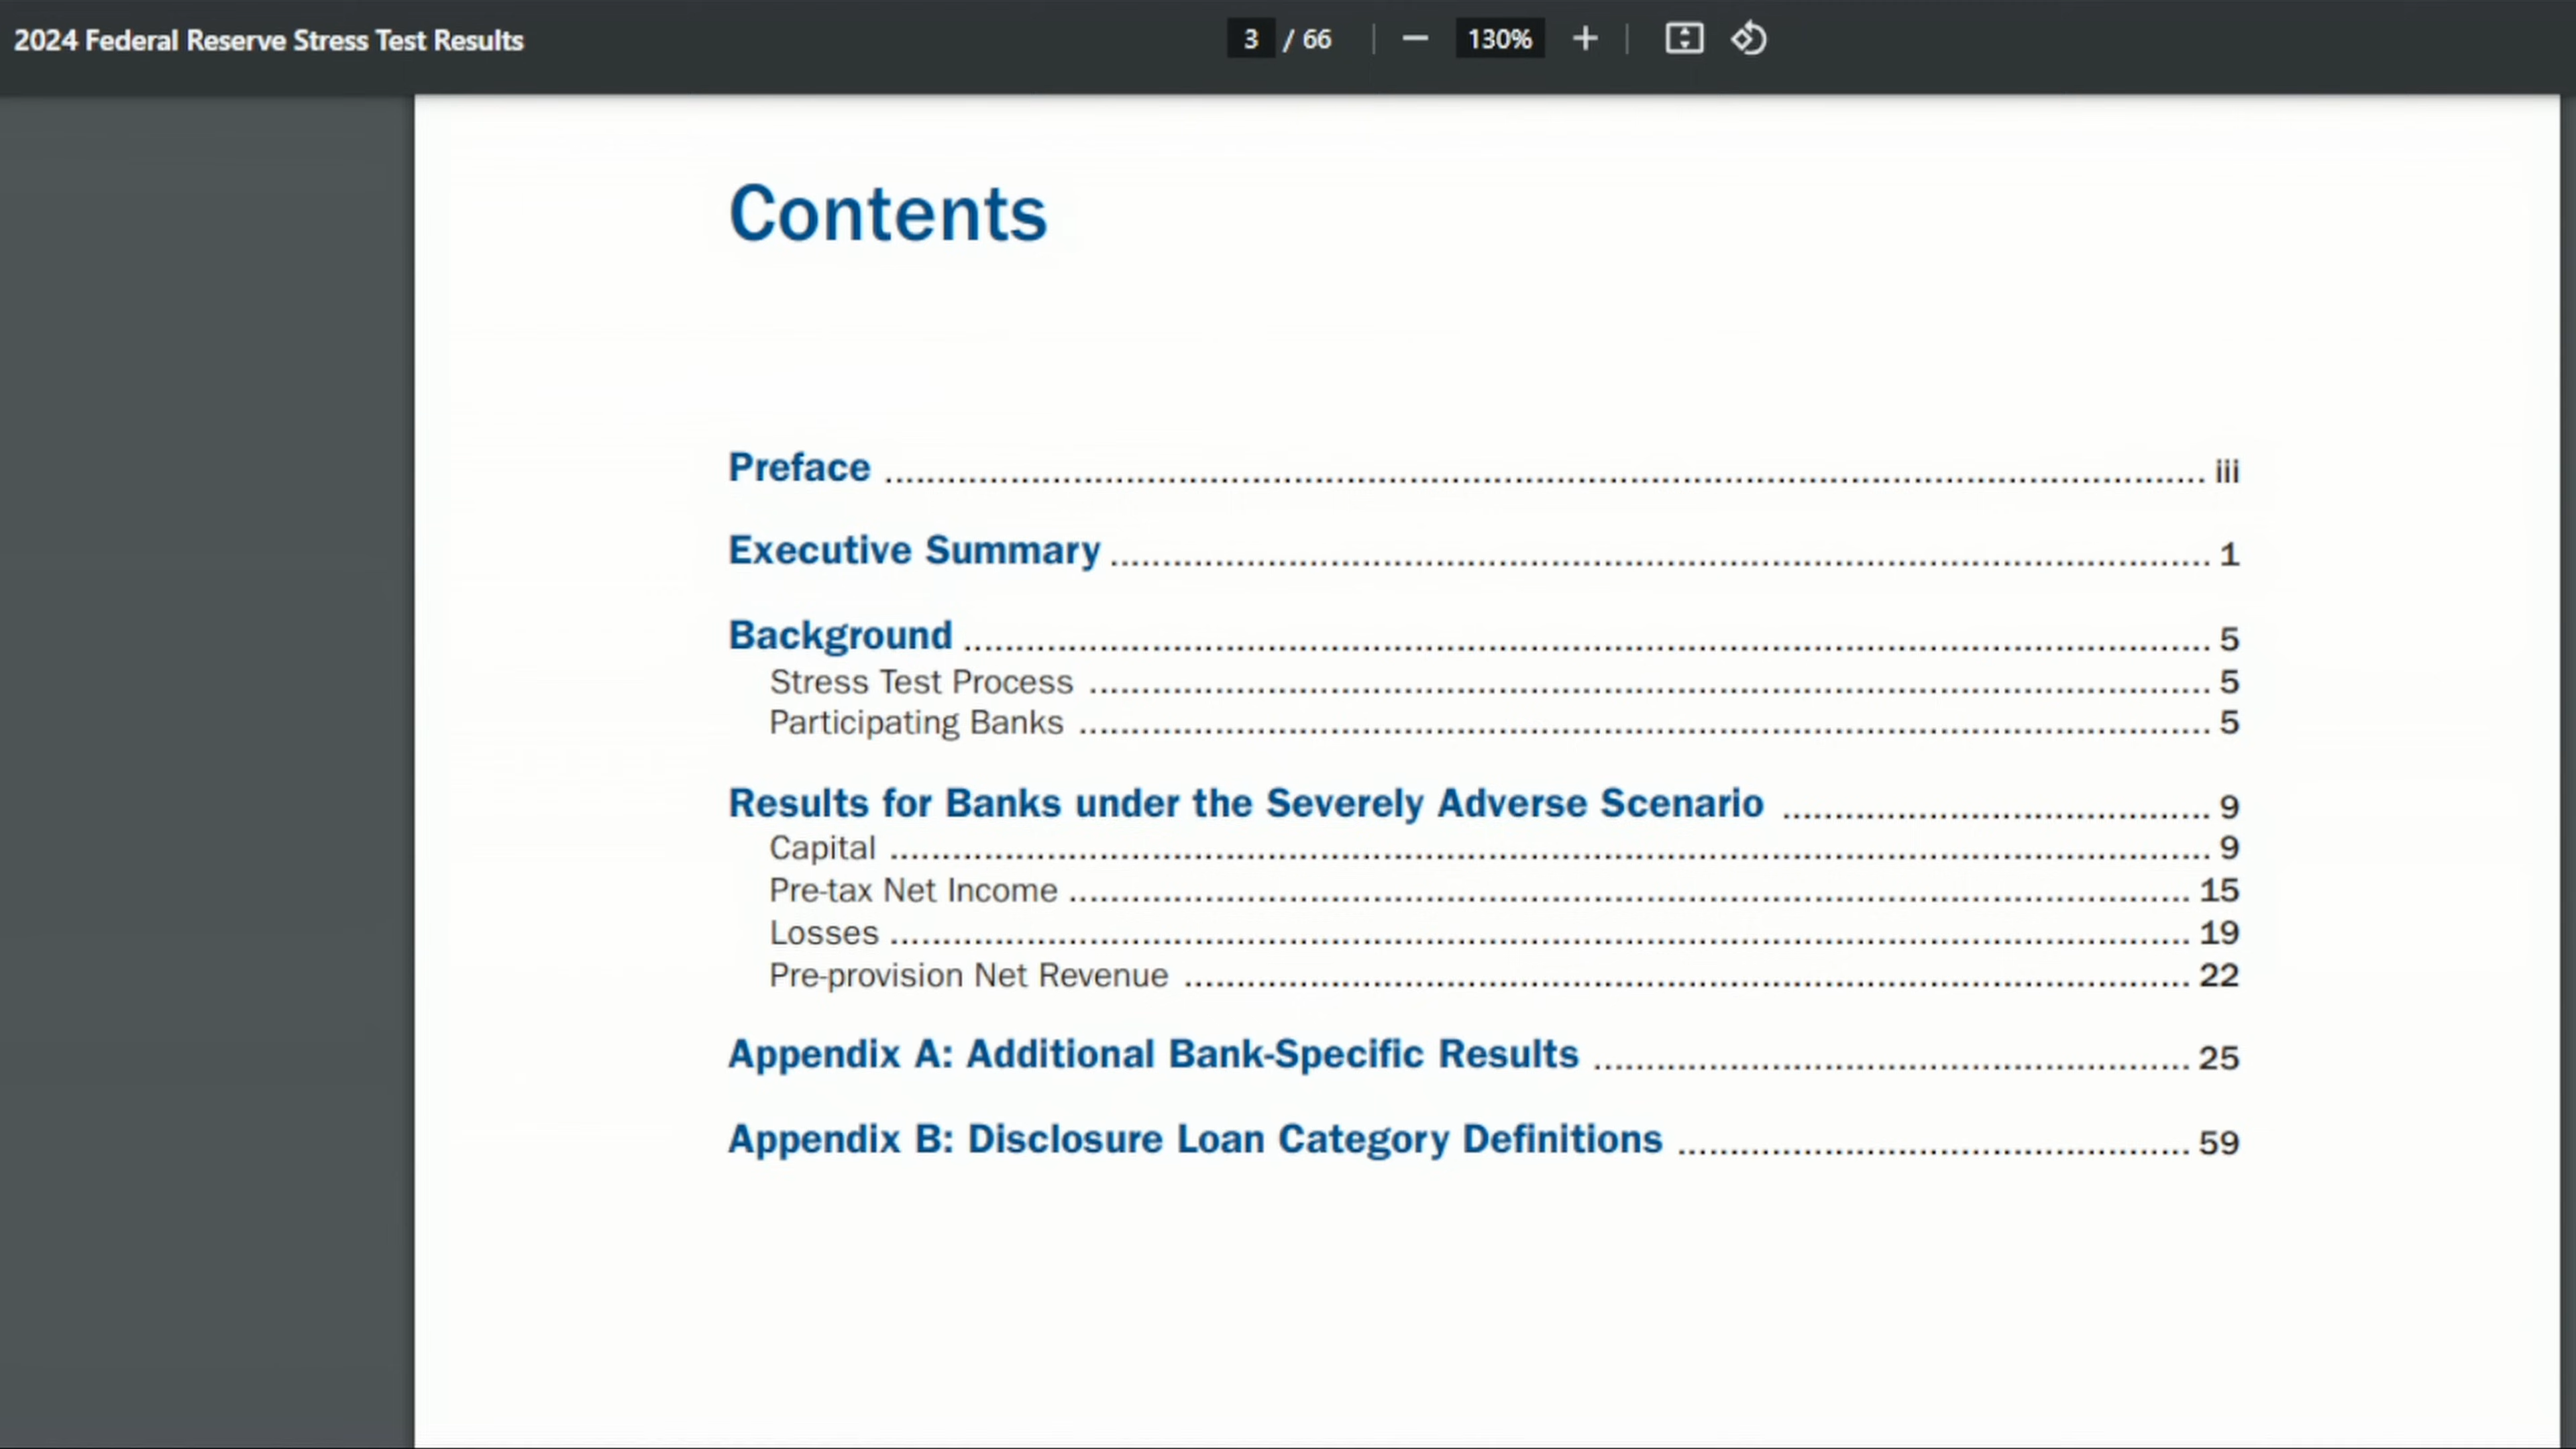 2024 Federal Reserve Stress Test Results
3 / 66
130%
Contents
Preface ........ iii
Executive Summary ........ 1
Background ........ 5
Stress Test Process ........ 5
Participating Banks ........ 5
Results for Banks under the Severely Adverse Scenario ........ 9
Capital ........ 9
Pre-tax Net Income ........ 15
Losses ........ 19
Pre-provision Net Revenue ........ 22
Appendix A: Additional Bank-Specific Results ........ 25
Appendix B: Disclosure Loan Category Definitions ........ 59